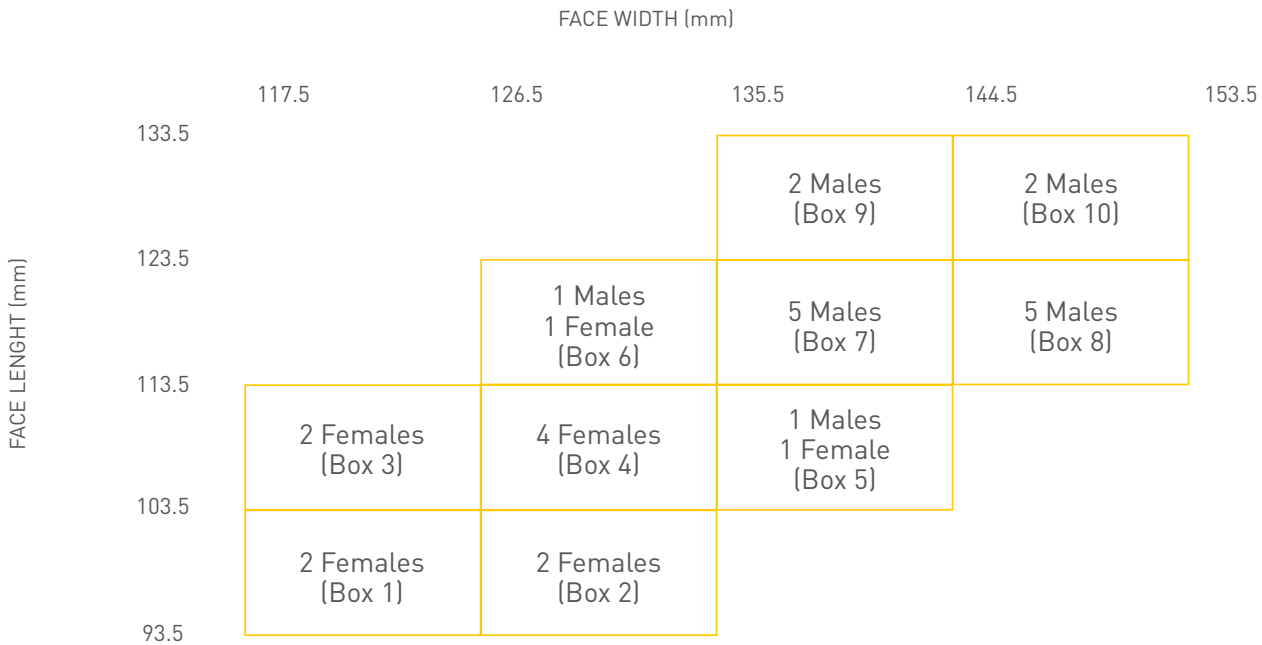 FACE WIDTH (mm)
117.5
126.5
135.5
144.5
153.5
133.5
2 Males
(Box 9)
2 Males
(Box 10)
123.5
FACE LENGHT (mm)
1 Males
1 Female
(Box 6)
5 Males
(Box 7)
5 Males
(Box 8)
113.5
2 Females
(Box 3)
4 Females
(Box 4)
1 Males
1 Female
(Box 5)
103.5
2 Females
(Box 1)
2 Females
(Box 2)
93.5